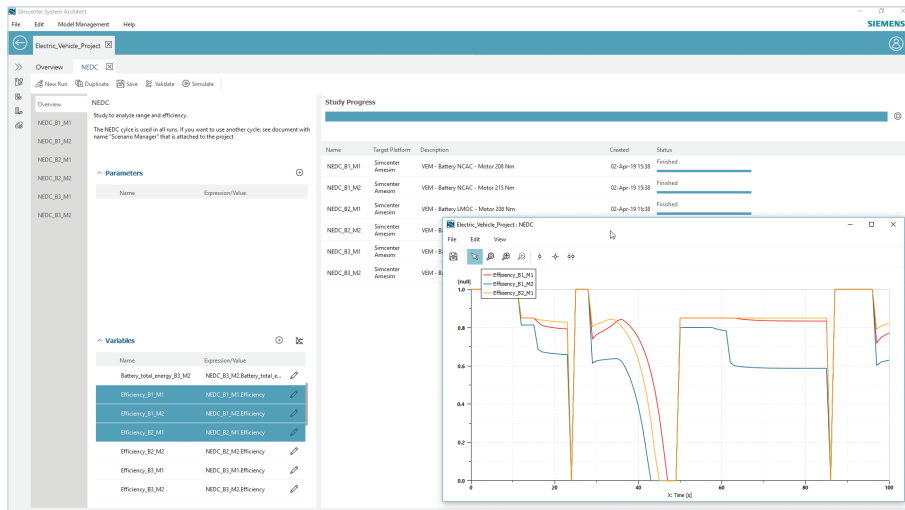 Simcenter System Architect
File Edit Model Management Help
SIEMENS
Electric_Vehicle_Project
Overview NEDC
New Run Duplicate Save Validate Simulate
Overview
NEDC_B1_M1
NEDC_B1_M2
NEDC_B2_M1
NEDC_B2_M2
NEDC_B3_M1
NEDC_B3_M2
NEDC
Study to analyze range and efficiency.
The NEDC cylce is used in all runs. If you want to use another cycle: see document with
name "Scenario Manager" that is attached to the project
Parameters
Name Expression/Value
Variables
Name Expression/Value
Battery_total_energy_B3_M2 NEDC_B3_M2.Battery_total_e...
Efficiency_B1_M1 NEDC_B1_M1.Efficiency
Efficiency_B1_M2 NEDC_B1_M2.Efficiency
Efficiency_B2_M1 NEDC_B2_M1.Efficiency
Efficiency_B2_M2 NEDC_B2_M2.Efficiency
Efficiency_B3_M1 NEDC_B3_M1.Efficiency
Efficiency_B3_M2 NEDC_B3_M2.Efficiency
Study Progress
Name Target Platform Description Created Status
NEDC_B1_M1 Simcenter Amesim VEM - Battery NCAC - Motor 208 Nm 02-Apr-19 15:38 Finished
NEDC_B1_M2 Simcenter Amesim VEM - Battery NCAC - Motor 215 Nm 02-Apr-19 15:38 Finished
NEDC_B2_M1 Simcenter Amesim VEM - Battery LMOC - Motor 208 Nm 02-Apr-19 15:38 Finished
NEDC_B2_M2 Simcenter Amesim VEM - B
NEDC_B3_M1 Simcenter Amesim VEM - B
NEDC_B3_M2 Simcenter Amesim VEM - B
Electric_Vehicle_Project : NEDC
File Edit View
[null]
Efficiency_B1_M1
Efficiency_B1_M2
Efficiency_B2_M1
1.0
0.8
0.6
0.4
0.2
0.0
0 20 40 60 80 100
X: Time [s]